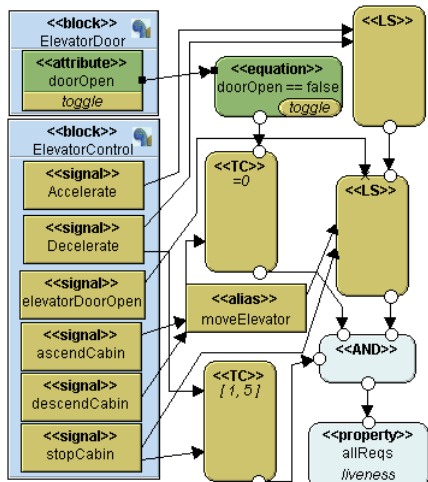 <<block>>
ElevatorDoor
<<attribute>>
doorOpen
toggle
<<equation>>
doorOpen == false
toggle
<<LS>>
<<block>>
ElevatorControl
<<signal>>
Accelerate
<<signal>>
Decelerate
<<signal>>
elevatorDoorOpen
<<signal>>
ascendCabin
<<signal>>
descendCabin
<<signal>>
stopCabin
<<TC>>
=0
<<LS>>
<<alias>>
moveElevator
<<TC>>
[1, 5]
<<AND>>
<<property>>
allReqs
liveness